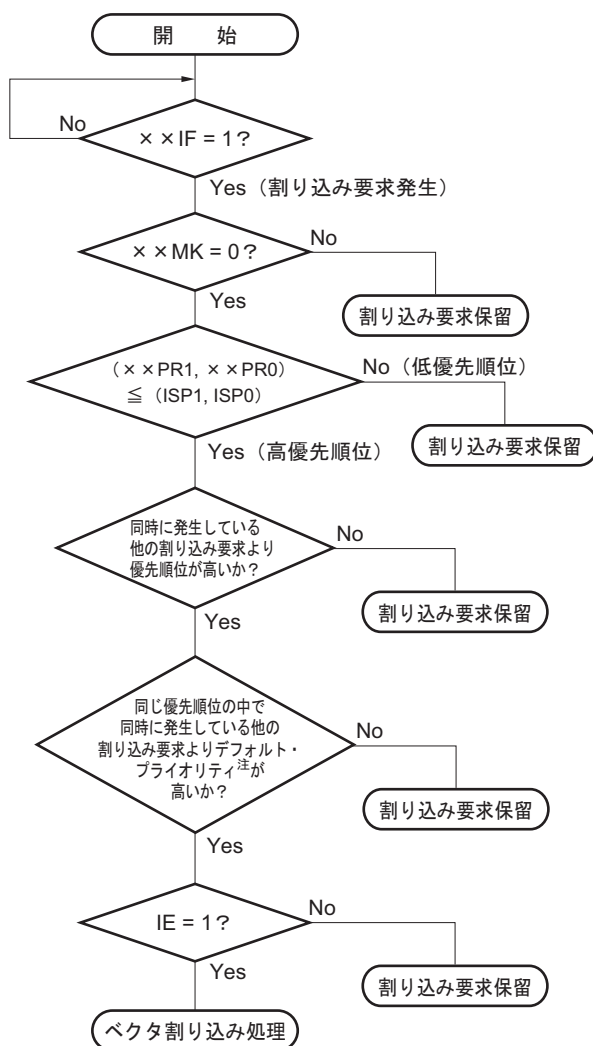 開 始
No
××IF = 1？
Yes（割り込み要求発生）
××MK = 0？
No
Yes
割り込み要求保留
（××PR1, ××PR0）
≦（ISP1, ISP0）
No（低優先順位）
Yes（高優先順位）
割り込み要求保留
同時に発生している
他の割り込み要求より
優先順位が高いか？
No
Yes
割り込み要求保留
同じ優先順位の中で
同時に発生している他の
割り込み要求よりデフォルト・
プライオリティ注が
高いか？
No
Yes
割り込み要求保留
IE = 1？
No
Yes
割り込み要求保留
ベクタ割り込み処理